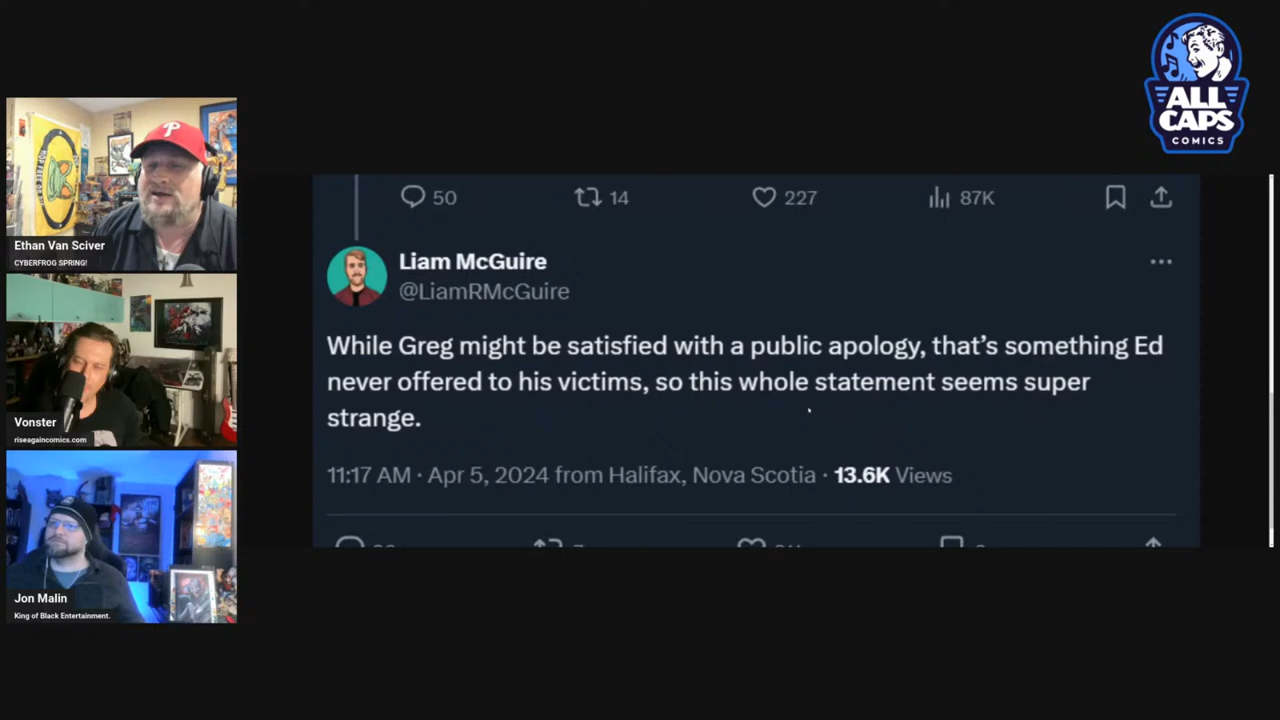 ALL
CAPS
COMICS
50
14
227
87K
Liam McGuire
@LiamRMcGuire
While Greg might be satisfied with a public apology, that’s something Ed
never offered to his victims, so this whole statement seems super
strange.
11:17 AM · Apr 5, 2024 from Halifax, Nova Scotia · 13.6K Views
Ethan Van Sciver
CYBERFROG SPRING!
Vonster
riseagaincomics.com
Jon Malin
King of Black Entertainment.